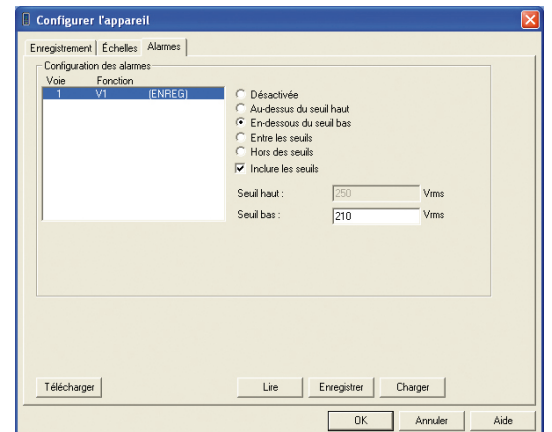 Configurer l'appareil
Enregistrement Échelles Alarmes
Configuration des alarmes
Voie Fonction
1 V1 (ENREG)
Désactivée
Au-dessus du seuil haut
En-dessous du seuil bas
Entre les seuils
Hors des seuils
Inclure les seuils
Seuil haut : 250 Vrms
Seuil bas : 210 Vrms
Télécharger Lire Enregistrer Charger
OK Annuler Aide